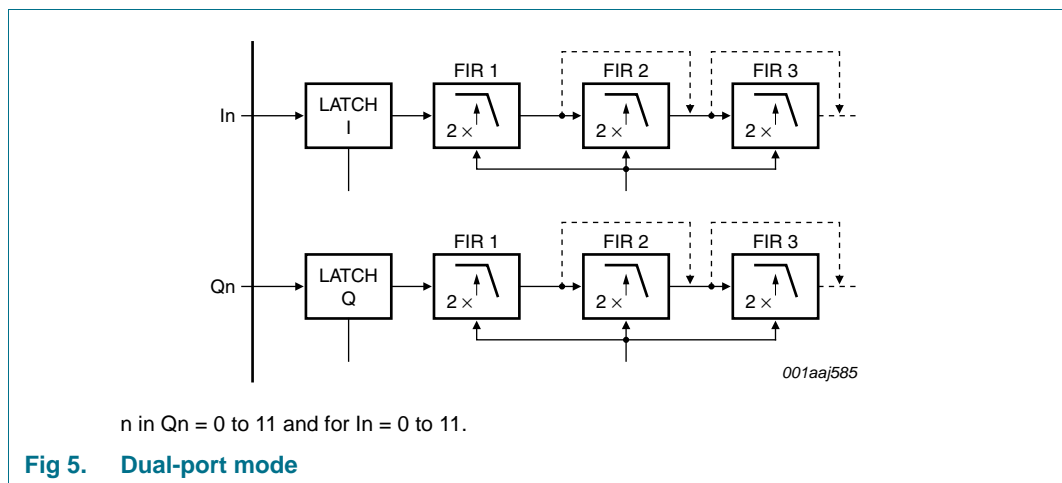 FIR 1 FIR 2 FIR 3
In LATCH I 2 × 2 × 2 ×
FIR 1 FIR 2 FIR 3
Qn LATCH Q 2 × 2 × 2 ×
001aaj585
n in Qn = 0 to 11 and for In = 0 to 11.
Fig 5. Dual-port mode